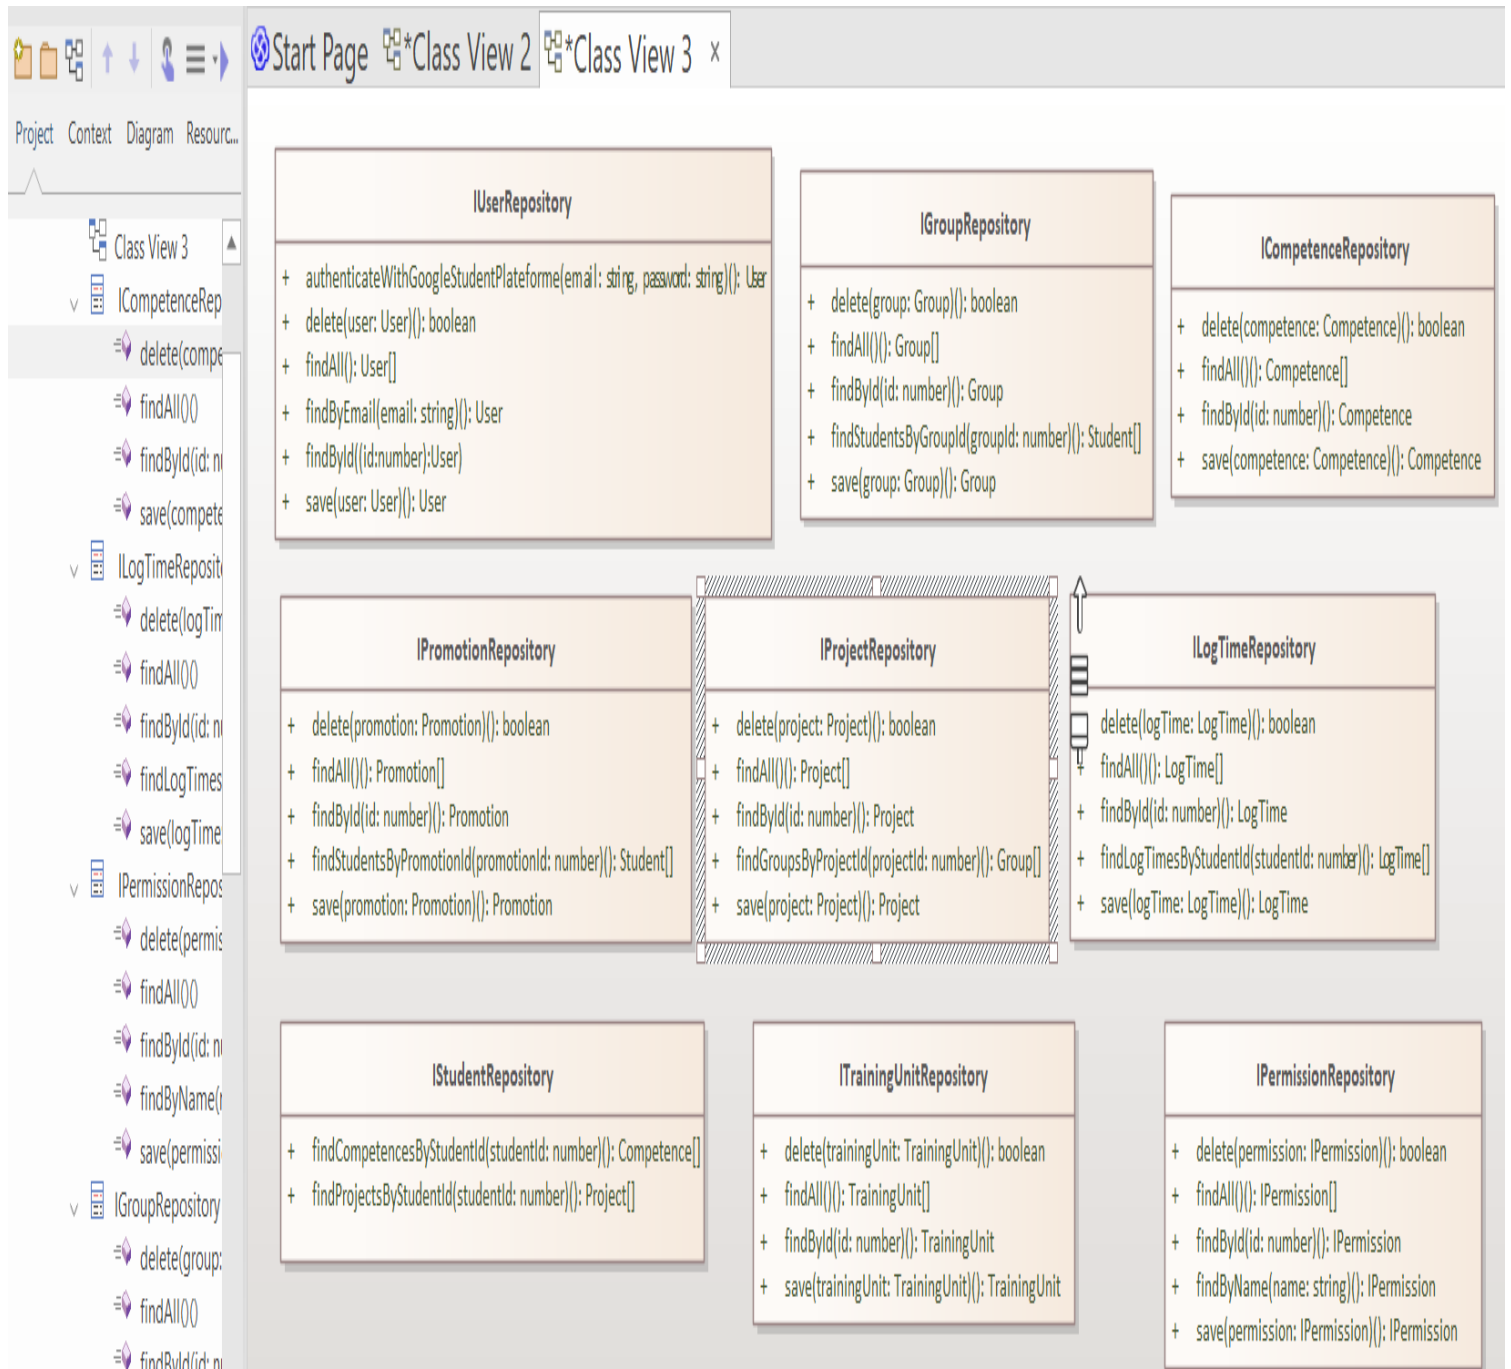 Start Page
*Class View 2
*Class View 3
Project Context Diagram Resourc...
Class View 3
ICompetenceRep
delete(compe
findAll()()
findById(id: n
save(compete
ILogTimeReposit
delete(logTim
findAll()()
findById(id: n
findLogTimes
save(logTime
IPermissionRepos
delete(permis
findAll()()
findById(id: n
findByName(
save(permissi
IGroupRepository
delete(group:
findAll()()
findById(id: n
IUserRepository
+ authenticateWithGoogleStudentPlateforme(email: string, password: string)(): User
+ delete(user: User)(): boolean
+ findAll(): User[]
+ findByEmail(email: string)(): User
+ findById((id:number):User)
+ save(user: User)(): User
IGroupRepository
+ delete(group: Group)(): boolean
+ findAll()(): Group[]
+ findById(id: number)(): Group
+ findStudentsByGroupId(groupId: number)(): Student[]
+ save(group: Group)(): Group
ICompetenceRepository
+ delete(competence: Competence)(): boolean
+ findAll()(): Competence[]
+ findById(id: number)(): Competence
+ save(competence: Competence)(): Competence
IPromotionRepository
+ delete(promotion: Promotion)(): boolean
+ findAll()(): Promotion[]
+ findById(id: number)(): Promotion
+ findStudentsByPromotionId(promotionId: number)(): Student[]
+ save(promotion: Promotion)(): Promotion
IProjectRepository
+ delete(project: Project)(): boolean
+ findAll()(): Project[]
+ findById(id: number)(): Project
+ findGroupsByProjectId(projectId: number)(): Group[]
+ save(project: Project)(): Project
ILogTimeRepository
delete(logTime: LogTime)(): boolean
+ findAll()(): LogTime[]
+ findById(id: number)(): LogTime
+ findLogTimesByStudentId(studentId: number)(): LogTime[]
+ save(logTime: LogTime)(): LogTime
IStudentRepository
+ findCompetencesByStudentId(studentId: number)(): Competence[]
+ findProjectsByStudentId(studentId: number)(): Project[]
ITrainingUnitRepository
+ delete(trainingUnit: TrainingUnit)(): boolean
+ findAll()(): TrainingUnit[]
+ findById(id: number)(): TrainingUnit
+ save(trainingUnit: TrainingUnit)(): TrainingUnit
IPermissionRepository
+ delete(permission: IPermission)(): boolean
+ findAll()(): IPermission[]
+ findById(id: number)(): IPermission
+ findByName(name: string)(): IPermission
+ save(permission: IPermission)(): IPermission